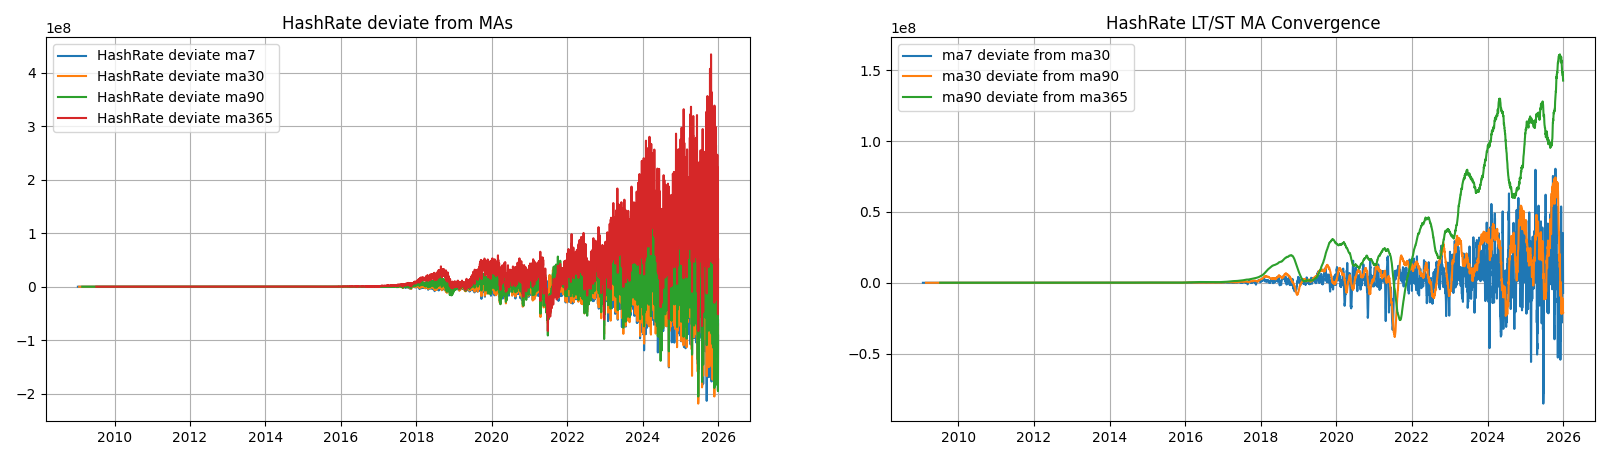 HashRate deviate from MAs
1e8
HashRate deviate ma7
HashRate deviate ma30
HashRate deviate ma90
HashRate deviate ma365
4
3
2
1
0
−1
−2
2010 2012 2014 2016 2018 2020 2022 2024 2026
HashRate LT/ST MA Convergence
1e8
ma7 deviate from ma30
ma30 deviate from ma90
ma90 deviate from ma365
1.5
1.0
0.5
0.0
−0.5
2010 2012 2014 2016 2018 2020 2022 2024 2026